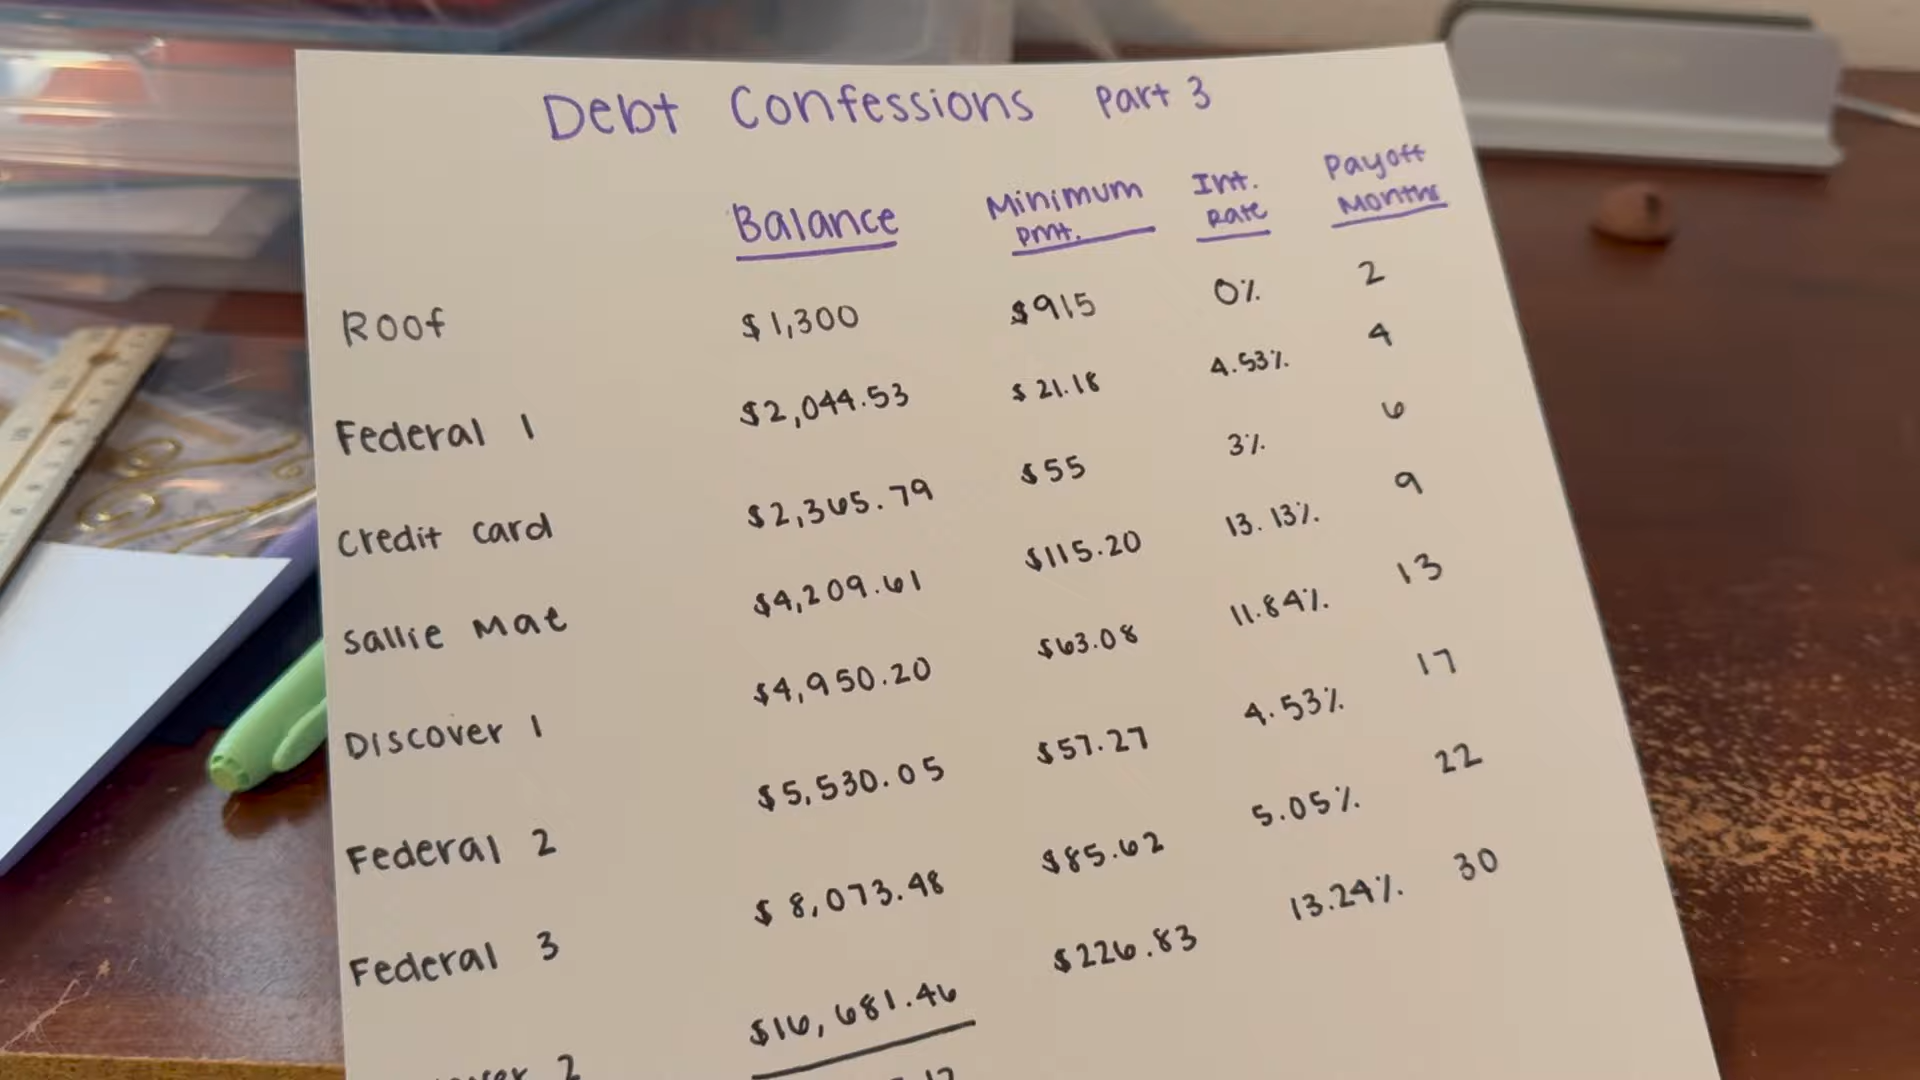 Debt Confessions Part 3
Balance Minimum Pmt. Int. Rate Payoff Months
Roof $1,300 $915 0% 2
Federal 1 $2,044.53 $21.18 4.53% 4
Credit card $2,365.79 $55 3% 6
Sallie Mae $4,209.61 $115.20 13.13% 9
Discover 1 $4,950.20 $63.08 11.84% 13
Federal 2 $5,530.05 $57.27 4.53% 17
Federal 3 $8,073.48 $85.62 5.05% 22
2 $16,681.46 $226.83 13.24% 30